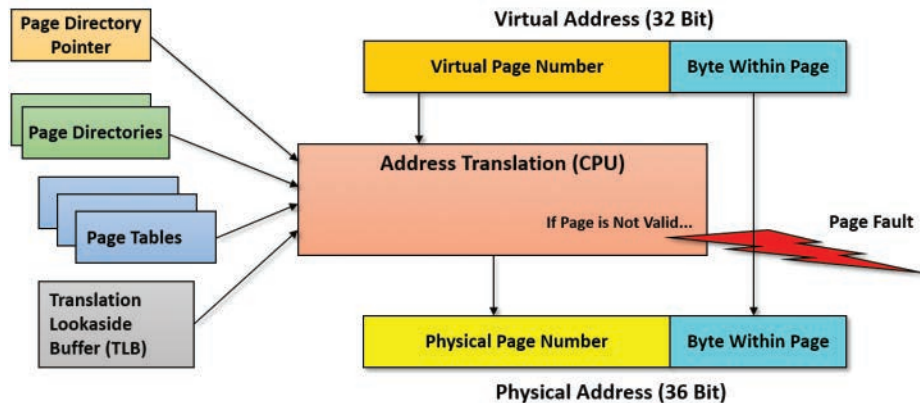 Page Directory
Pointer
Page Directories
Page Tables
Translation
Lookaside
Buffer (TLB)
Virtual Address (32 Bit)
Virtual Page Number
Byte Within Page
Address Translation (CPU)
If Page is Not Valid...
Page Fault
Physical Page Number
Byte Within Page
Physical Address (36 Bit)